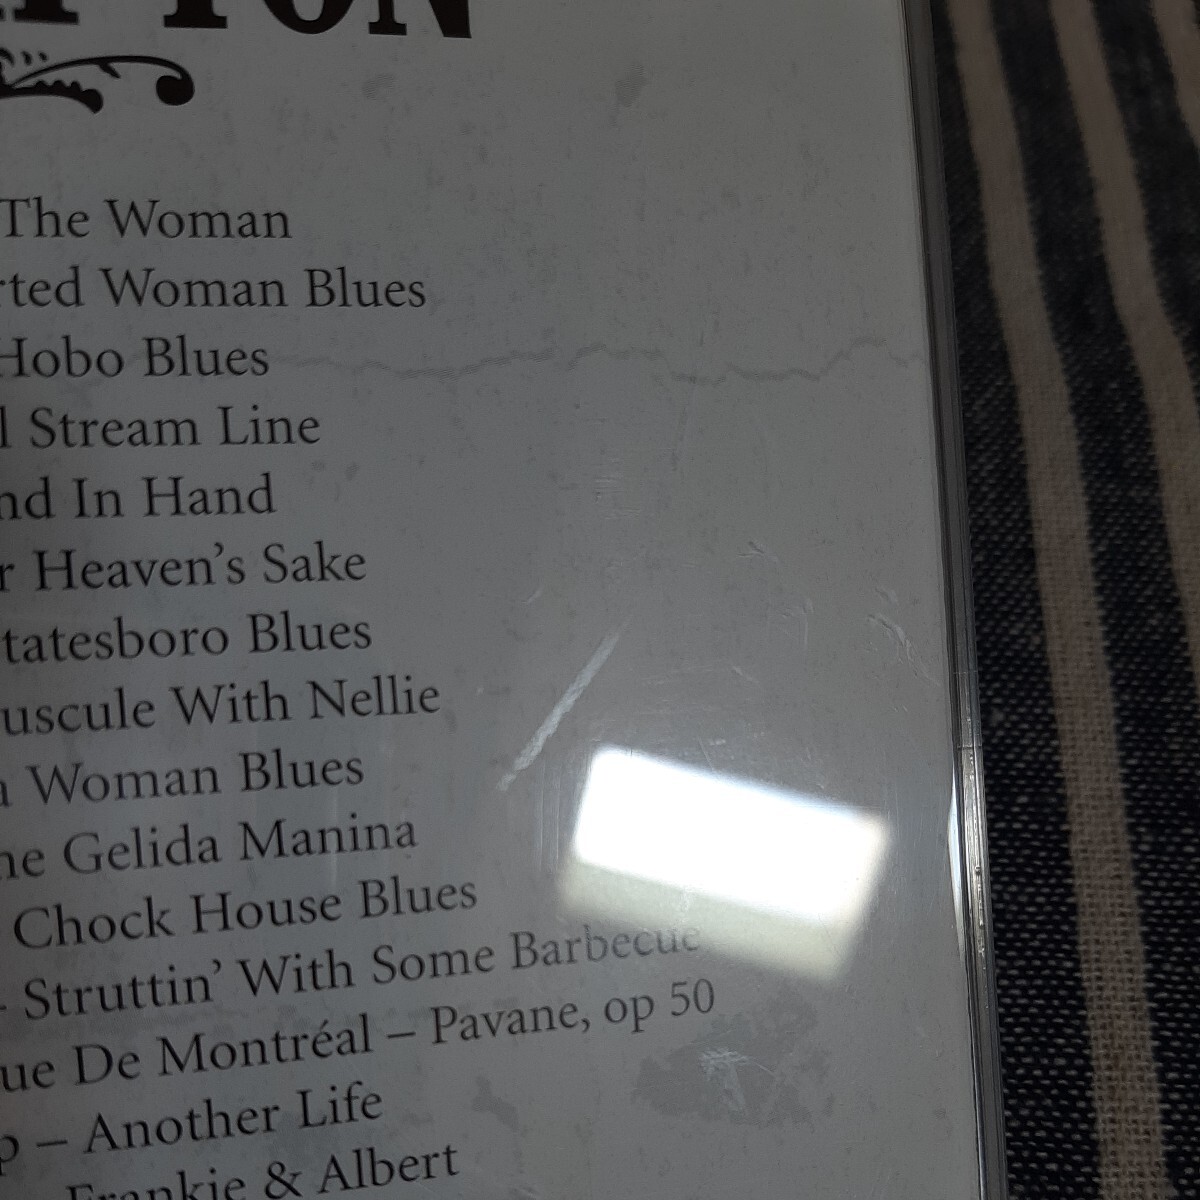 The Woman
rted Woman Blues
Hobo Blues
l Stream Line
nd In Hand
r Heaven's Sake
tatesboro Blues
uscule With Nellie
a Woman Blues
he Gelida Manina
Chock House Blues
– Struttin' With Some Barbecue
ue De Montréal – Pavane, op 50
p – Another Life
Frankie & Albert